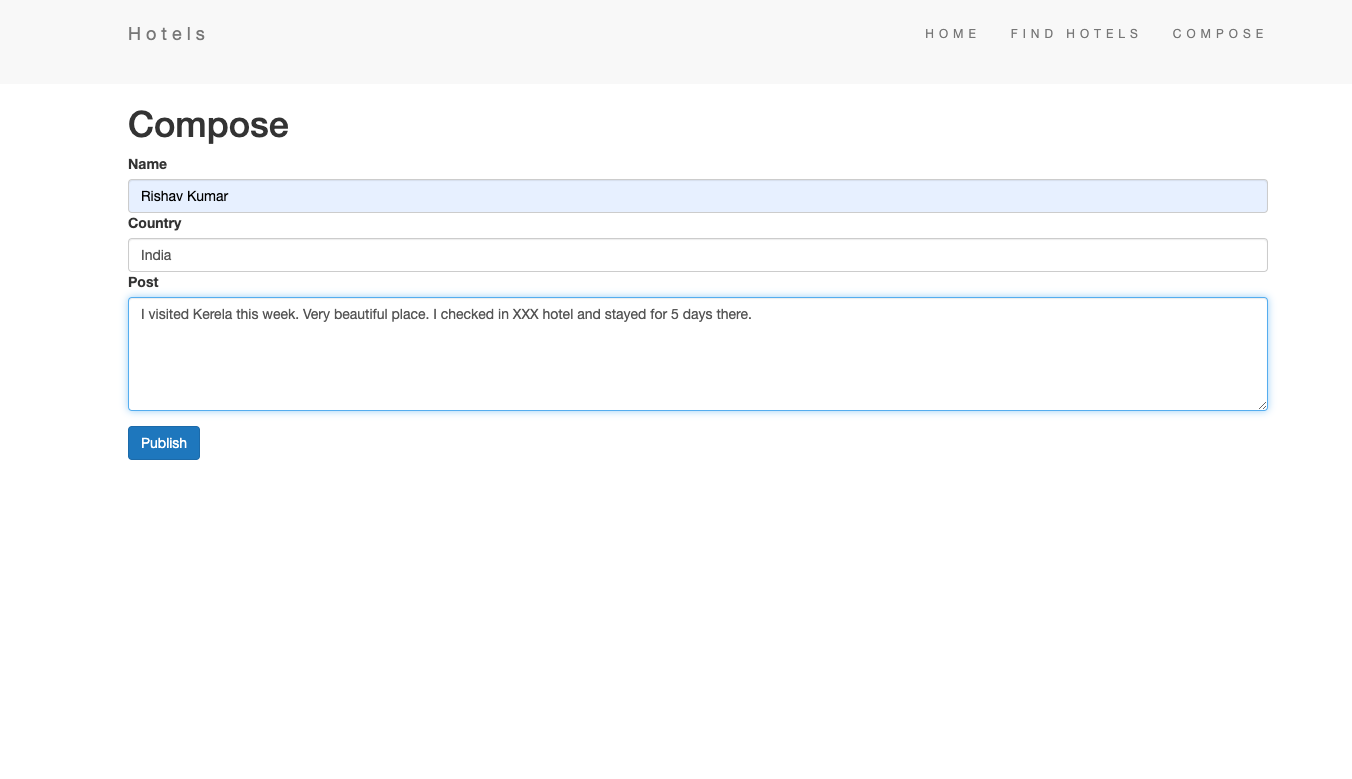 Hotels
HOME FIND HOTELS COMPOSE
Compose
Name
Rishav Kumar
Country
India
Post
I visited Kerela this week. Very beautiful place. I checked in XXX hotel and stayed for 5 days there.
Publish